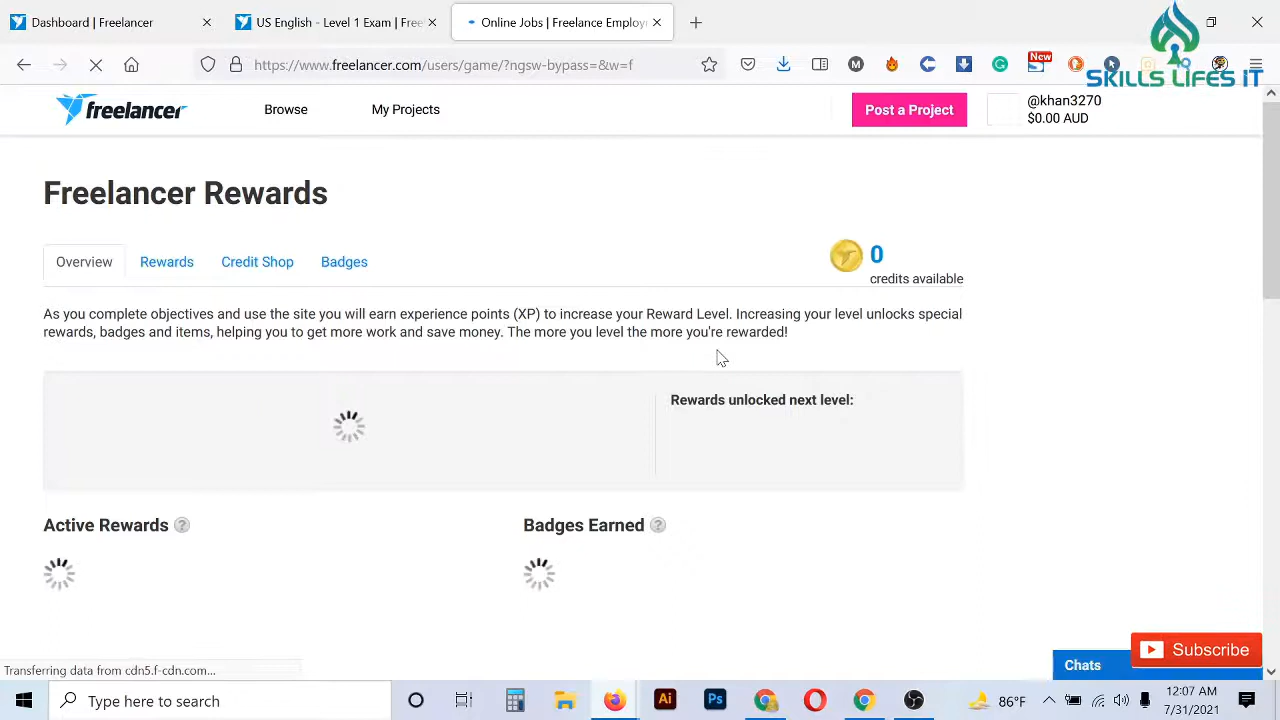 Dashboard | Freelancer
US English - Level 1 Exam | Free
Online Jobs | Freelance Employ
https://www.freelancer.com/users/game/?ngsw-bypass=&w=f
New
SKILLS LIFES IT
freelancer
Browse
My Projects
Post a Project
@khan3270
$0.00 AUD
Freelancer Rewards
Overview
Rewards
Credit Shop
Badges
0
credits available
As you complete objectives and use the site you will earn experience points (XP) to increase your Reward Level. Increasing your level unlocks special
rewards, badges and items, helping you to get more work and save money. The more you level the more you're rewarded!
Rewards unlocked next level:
Active Rewards ?
Badges Earned ?
Subscribe
Chats
Transferring data from cdn5.f-cdn.com...
Type here to search
Ai
Ps
86°F
12:07 AM
7/31/2021